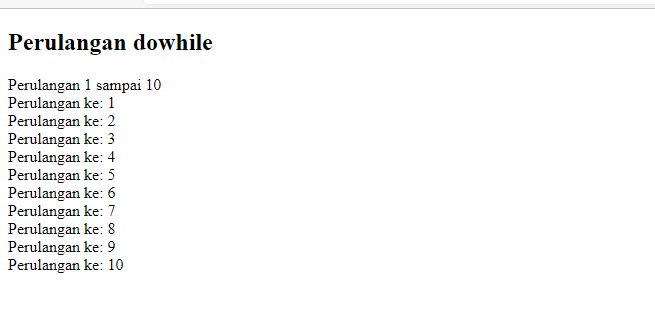 Perulangan dowhile
Perulangan 1 sampai 10
Perulangan ke: 1
Perulangan ke: 2
Perulangan ke: 3
Perulangan ke: 4
Perulangan ke: 5
Perulangan ke: 6
Perulangan ke: 7
Perulangan ke: 8
Perulangan ke: 9
Perulangan ke: 10